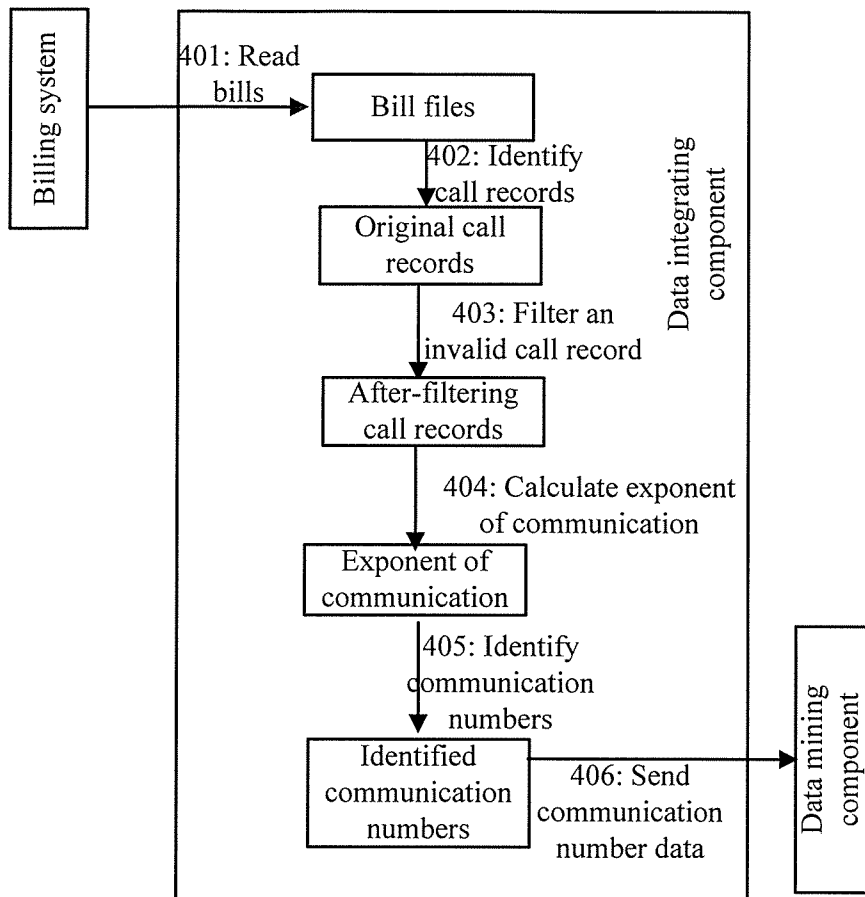 Billing system
401: Read
bills
Bill files
402: Identify
call records
Original call
records
Data integrating
component
403: Filter an
invalid call record
After-filtering
call records
404: Calculate exponent
of communication
Exponent of
communication
405: Identify
communication
numbers
Identified
communication
numbers
406: Send
communication
number data
Data mining
component